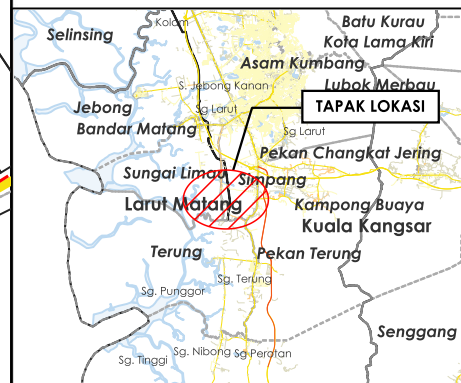 Kolam
Batu Kurau
Selinsing
Kota Lama Kiri
Asam Kumbang
S. Jebong Kanan
Lubok Merbau
Jebong
Sg Larut
TAPAK LOKASI
Bandar Matang
Sg Larut
Pekan Changkat Jering
Sungai Limau
Simpang
Larut Matang
Kampong Buaya
Kuala Kangsar
Terung
Pekan Terung
Sg. Terung
Sg. Punggor
Senggang
Sg. Nibong
Sg Peratan
Sg. Tinggi